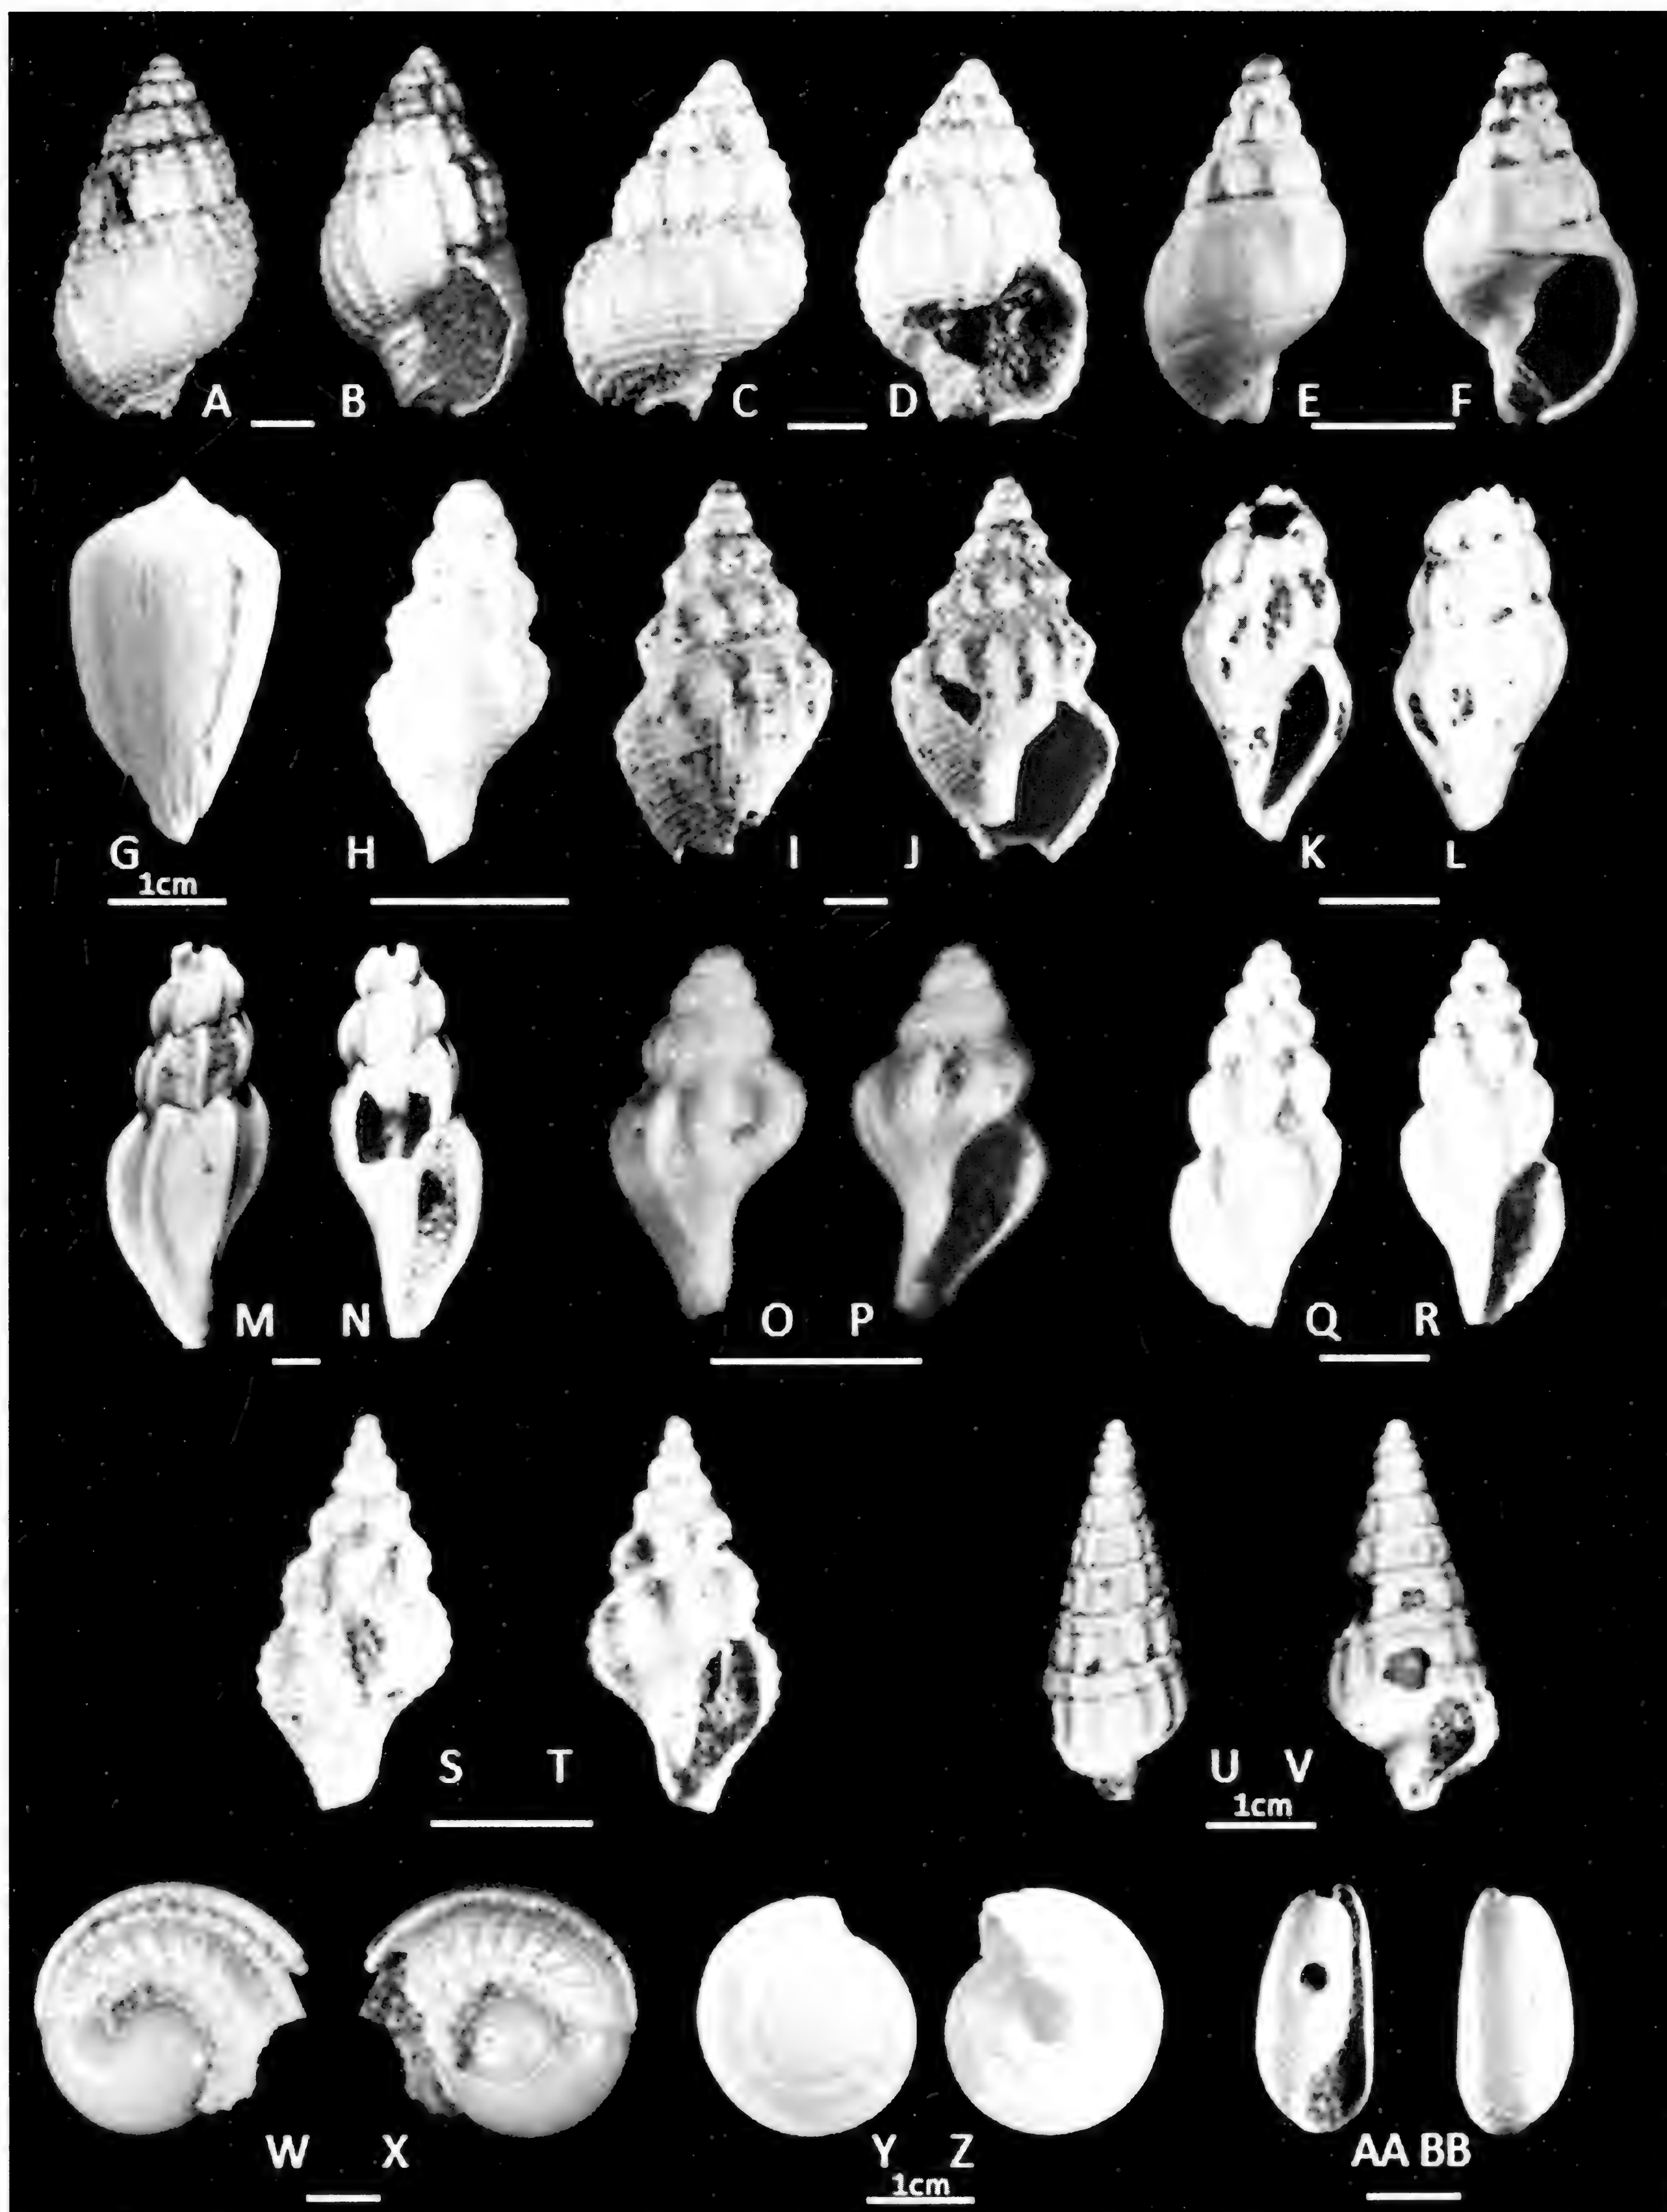 A B C D E F
G H I J K L
1cm
M N O P Q R
S T U V
1cm
W X Y Z AA BB
1cm